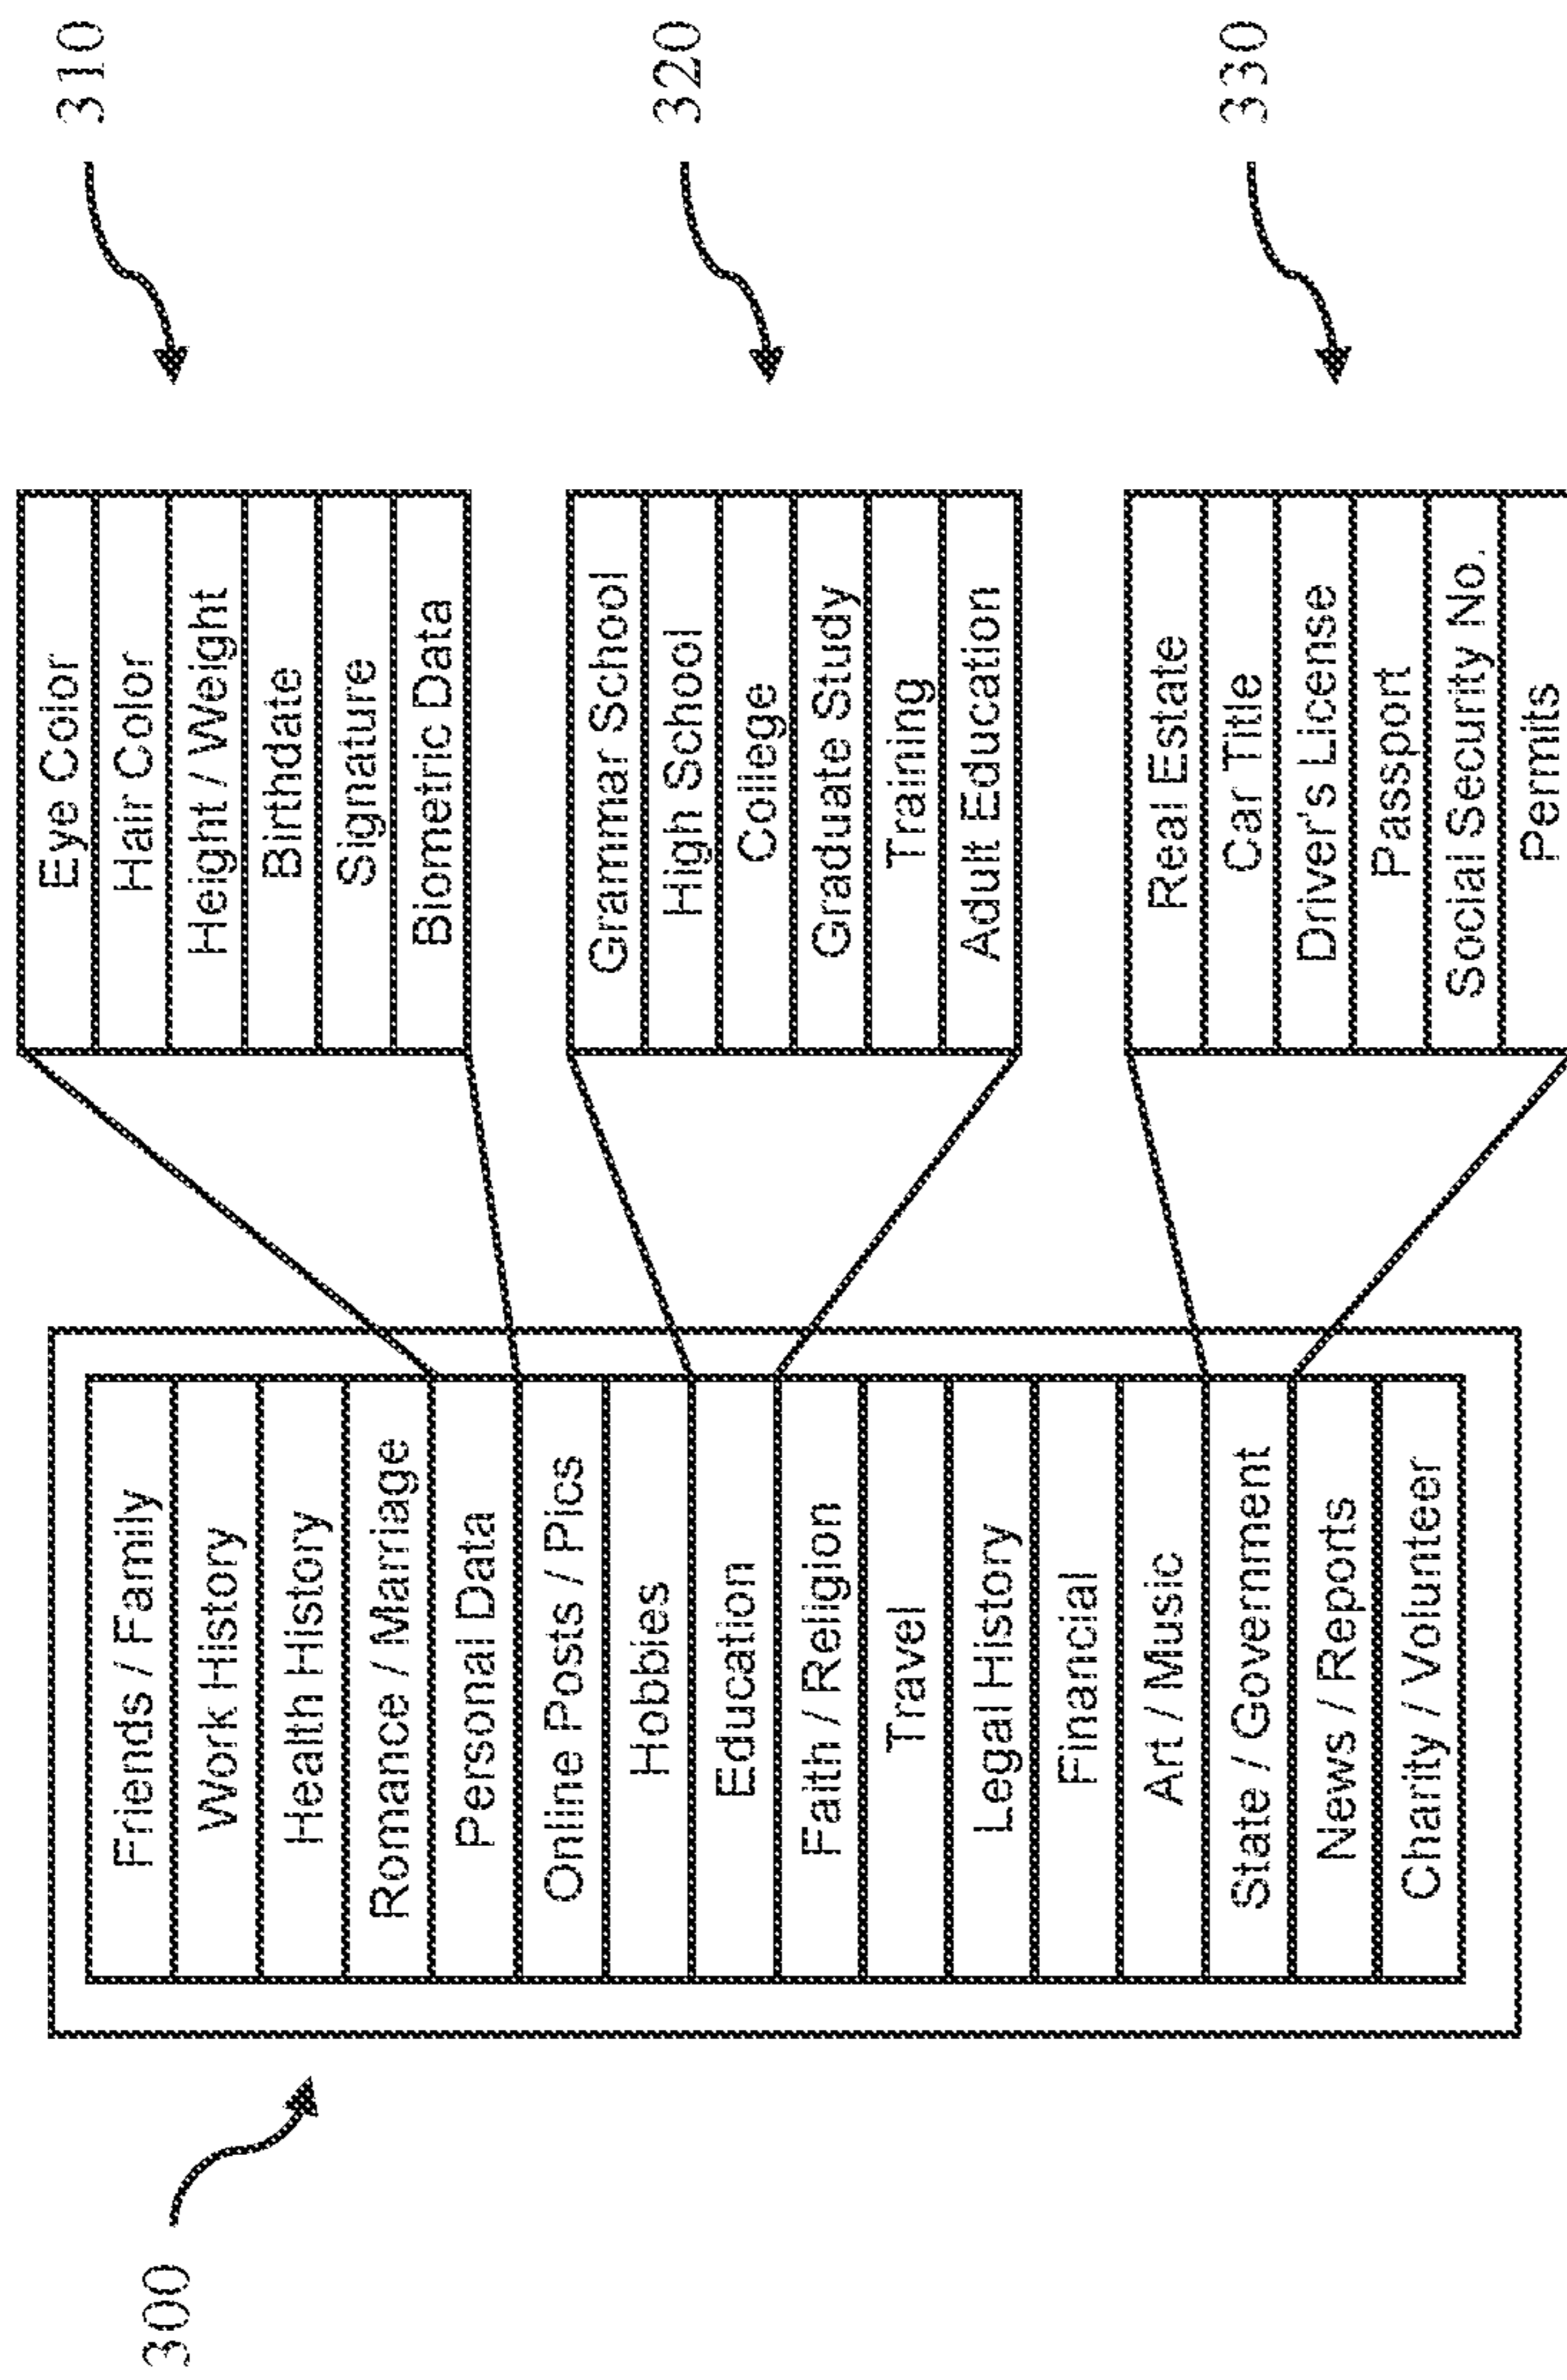 300
Friends / Family
Work History
Health History
Romance / Marriage
Personal Data
Online Posts / Pics
Hobbies
Education
Faith / Religion
Travel
Legal History
Financial
Art / Music
State / Government
News / Reports
Charity / Volunteer
310
Eye Color
Hair Color
Height / Weight
Birthdate
Signature
Biometric Data
320
Grammar School
High School
College
Graduate Study
Training
Adult Education
330
Real Estate
Car Title
Driver's License
Passport
Social Security No.
Permits